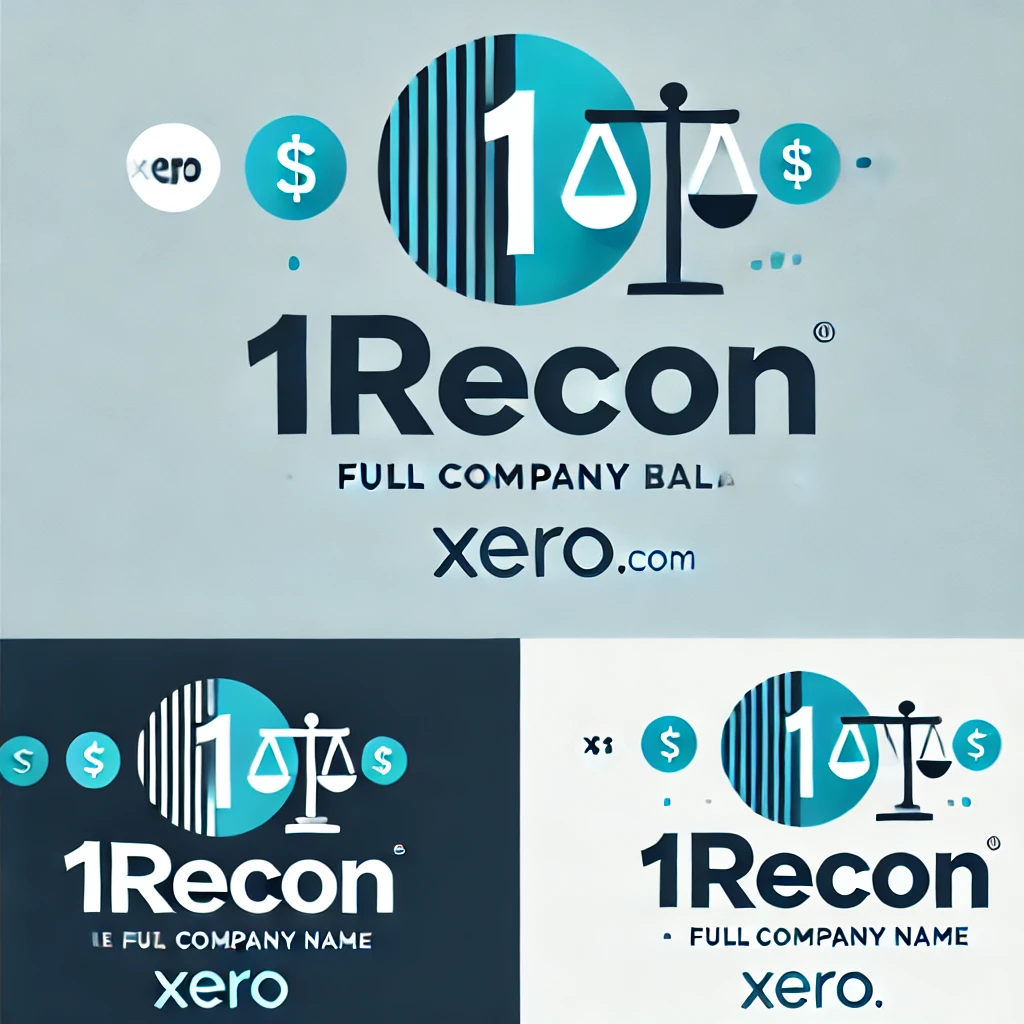 xero $ 1 $
1Recon
FULL COMPANY BAL
xero.com
$ $ 1 $
1Recon
FUL COMPANY NAME
xero
$ 1 $
1Recon
FULL COMPANY NAME
xero.